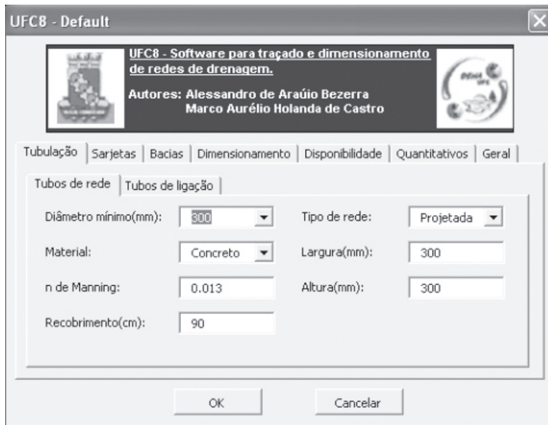 UFC8 - Default
UFC8 - Software para traçado e dimensionamento
de redes de drenagem.
Autores: Alessandro de Araúio Bezerra
Marco Aurélio Holanda de Castro
Tubulação Sarjetas Bacias Dimensionamento Disponibilidade Quantitativos Geral
Tubos de rede Tubos de ligação
Diâmetro mínimo(mm): 300 Tipo de rede: Projetada
Material: Concreto Largura(mm): 300
n de Manning: 0.013 Altura(mm): 300
Recobrimento(cm): 90
OK Cancelar